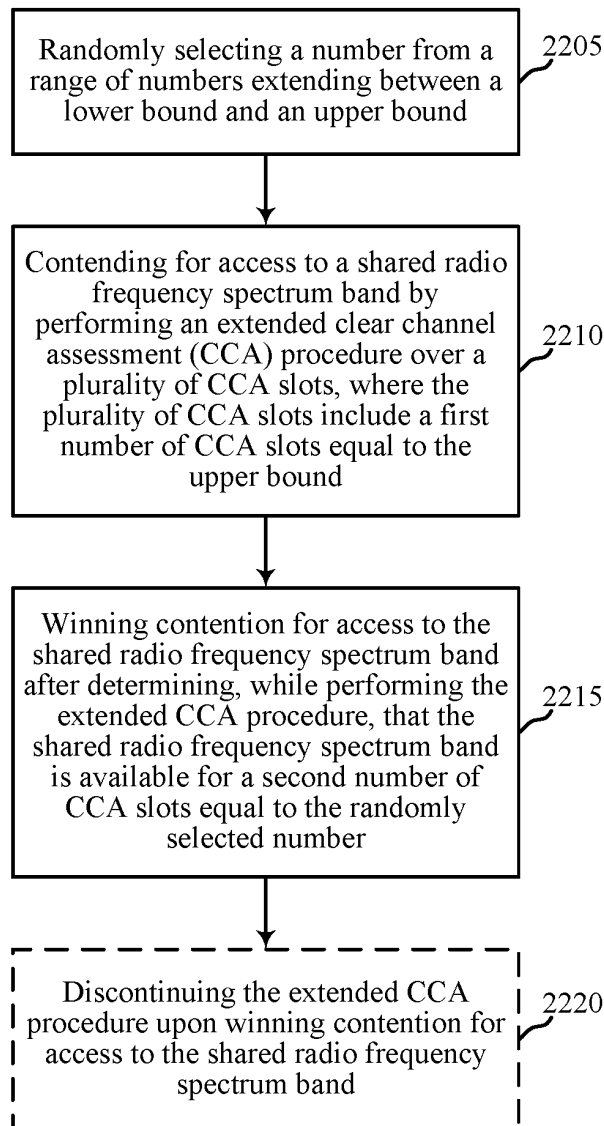 Randomly selecting a number from a
range of numbers extending between a
lower bound and an upper bound
2205
Contending for access to a shared radio
frequency spectrum band by
performing an extended clear channel
assessment (CCA) procedure over a
plurality of CCA slots, where the
plurality of CCA slots include a first
number of CCA slots equal to the
upper bound
2210
Winning contention for access to the
shared radio frequency spectrum band
after determining, while performing the
extended CCA procedure, that the
shared radio frequency spectrum band
is available for a second number of
CCA slots equal to the randomly
selected number
2215
Discontinuing the extended CCA
procedure upon winning contention for
access to the shared radio frequency
spectrum band
2220